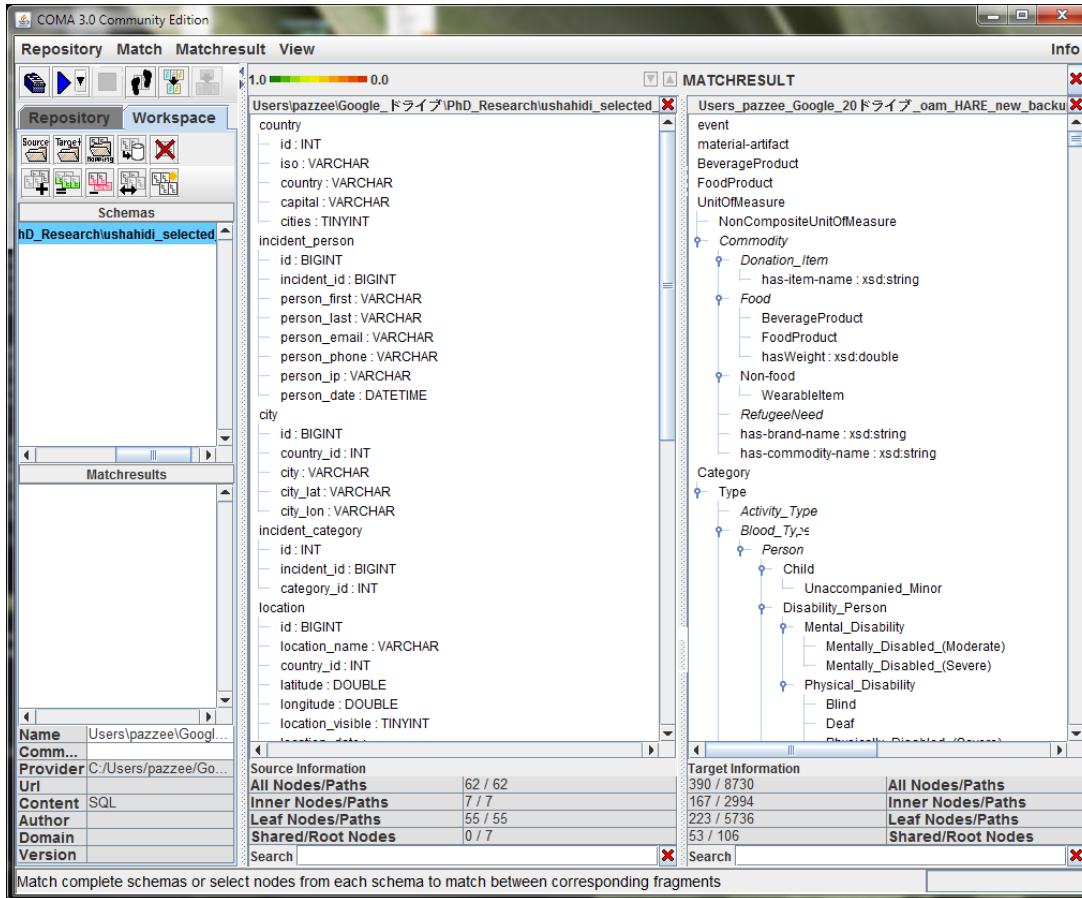 COMA 3.0 Community Edition
Repository Match Matchresult View Info
1.0 0.0
MATCHRESULT
Repository Workspace
Source Target
Schemas
hD_Research\ushahidi_selected_
Matchresults
Name Users\pazzee\Googl...
Comm...
Provider C:/Users/pazzee/Go...
Url
Content SQL
Author
Domain
Version
Users\pazzee\Google_ドライブ\PhD_Research\ushahidi_selected_
country
id : INT
iso : VARCHAR
country : VARCHAR
capital : VARCHAR
cities : TINYINT
incident_person
id : BIGINT
incident_id : BIGINT
person_first : VARCHAR
person_last : VARCHAR
person_email : VARCHAR
person_phone : VARCHAR
person_ip : VARCHAR
person_date : DATETIME
city
id : BIGINT
country_id : INT
city : VARCHAR
city_lat : VARCHAR
city_lon : VARCHAR
incident_category
id : INT
incident_id : BIGINT
category_id : INT
location
id : BIGINT
location_name : VARCHAR
country_id : INT
latitude : DOUBLE
longitude : DOUBLE
location_visible : TINYINT
Source Information
All Nodes/Paths 62 / 62
Inner Nodes/Paths 7 / 7
Leaf Nodes/Paths 55 / 55
Shared/Root Nodes 0 / 7
Search
Users_pazzee_Google_20ドライブ_oam_HARE_new_backu
event
material-artifact
BeverageProduct
FoodProduct
UnitOfMeasure
NonCompositeUnitOfMeasure
Commodity
Donation_Item
has-item-name : xsd:string
Food
BeverageProduct
FoodProduct
hasWeight : xsd:double
Non-food
WearableItem
RefugeeNeed
has-brand-name : xsd:string
has-commodity-name : xsd:string
Category
Type
Activity_Type
Blood_Type
Person
Child
Unaccompanied_Minor
Disability_Person
Mental_Disability
Mentally_Disabled_(Moderate)
Mentally_Disabled_(Severe)
Physical_Disability
Blind
Deaf
Target Information
390 / 8730 All Nodes/Paths
167 / 2994 Inner Nodes/Paths
223 / 5736 Leaf Nodes/Paths
53 / 106 Shared/Root Nodes
Search
Match complete schemas or select nodes from each schema to match between corresponding fragments